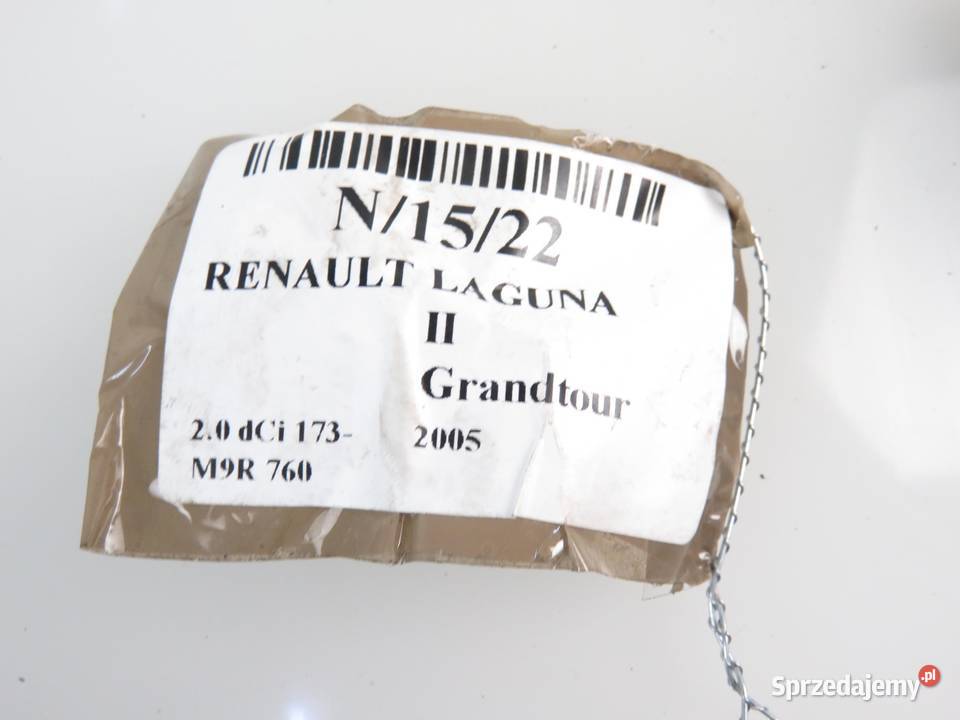 N/15/22
RENAULT LAGUNA
II
Grandtour
2.0 dCi 173- 2005
M9R 760
Sprzedajemy.pl